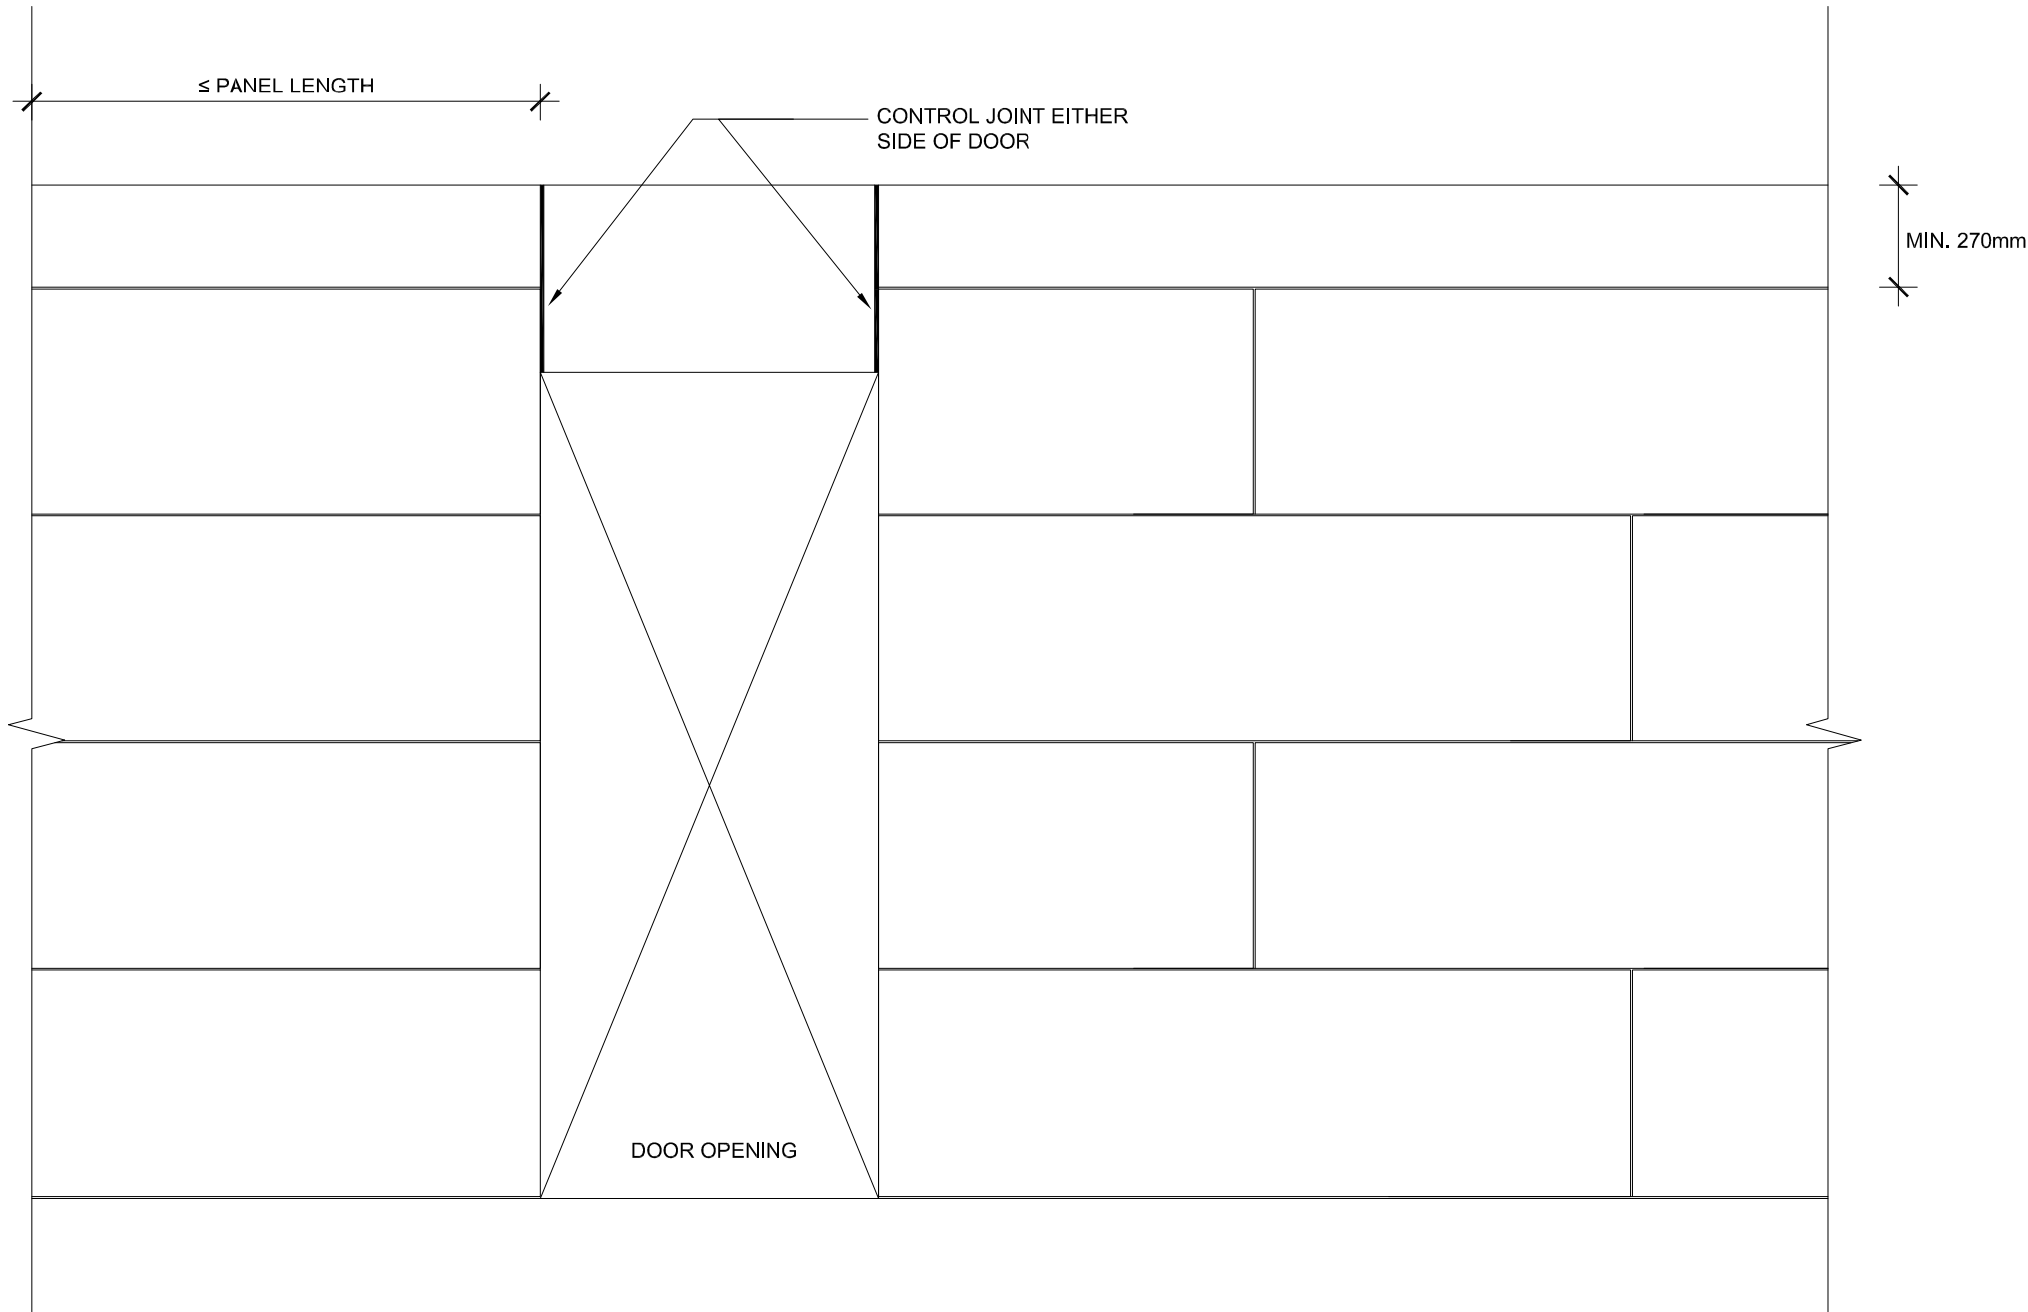 ≤ PANEL LENGTH
CONTROL JOINT EITHER
SIDE OF DOOR
MIN. 270mm
DOOR OPENING